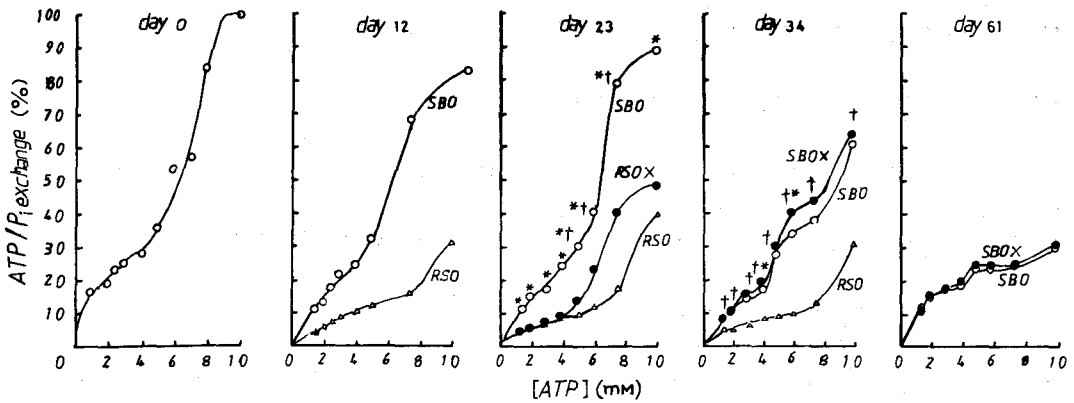 day 0
day 12
day 23
day 34
day 61
ATP/Pi exchange (%)
100
90
80
70
60
50
40
30
20
10
0
SBO
RSO
*
*†
SBO
*†
*†
*†
*
*
*
RSO X
RSO
†
SBO X
†*
†
†
†*
†
†
†
SBO
RSO
SBO X
SBO
0 2 4 6 8 10
0 2 4 6 8 10
0 2 4 6 8 10
0 2 4 6 8 10
0 2 4 6 8 10
[ATP] (mM)